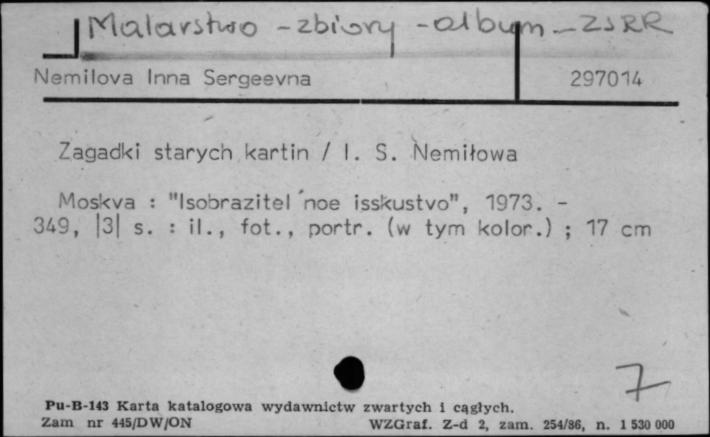 Malarstwo - zbiory - album - ZSRR
Nemilova Inna Sergeevna 297014
Zagadki starych kartin / I. S. Nemiłowa
Moskva : "Isobrazitel´noe isskustvo", 1973. -
349, |3| s. : il., fot., portr. (w tym kolor.) ; 17 cm
7
Pu-B-143 Karta katalogowa wydawnictw zwartych i cągłych.
Zam nr 445/DW/ON WZGraf. Z-d 2, zam. 254/86, n. 1 530 000